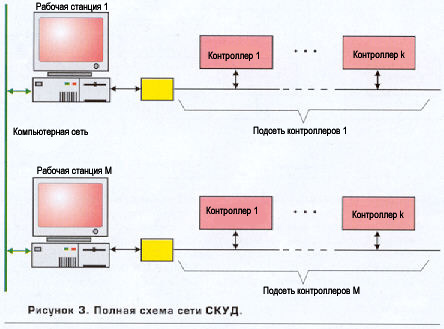 Рабочая станция 1
Контроллер 1
Контроллер k
Компьютерная сеть
Подсеть контроллеров 1
Рабочая станция М
Контроллер 1
Контроллер k
Подсеть контроллеров М
Рисунок 3. Полная схема сети СКУД.